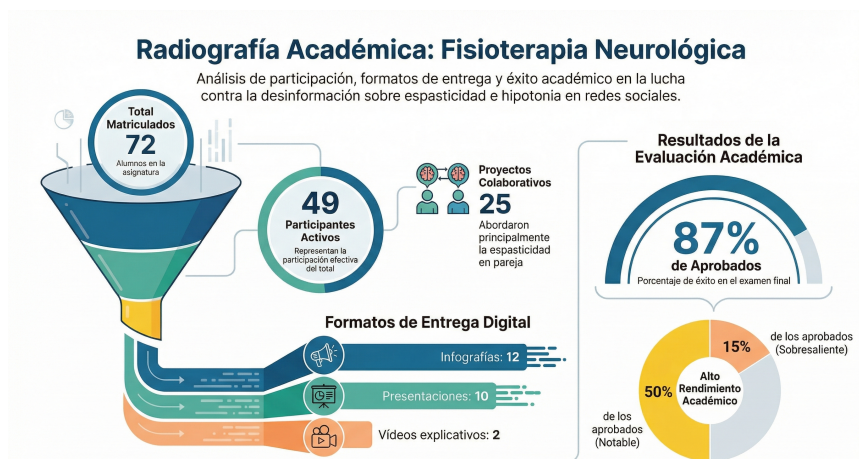 Radiografía Académica: Fisioterapia Neurológica
Análisis de participación, formatos de entrega y éxito académico en la lucha
contra la desinformación sobre espasticidad e hipotonia en redes sociales.
Total
Matriculados
72
Alumnos en la
asignatura
49
Participantes
Activos
Representan la
participación efectiva
del total
Proyectos
Colaborativos
25
Abordaron
principalmente
la espasticidad
en pareja
Formatos de Entrega Digital
Infografías: 12
Presentaciones: 10
Vídeos explicativos: 2
Resultados de la
Evaluación Académica
87%
de Aprobados
Porcentaje de éxito en el examen final
15%
de los aprobados
(Sobresaliente)
Alto
Rendimiento
Académico
50%
de los
aprobados
(Notable)